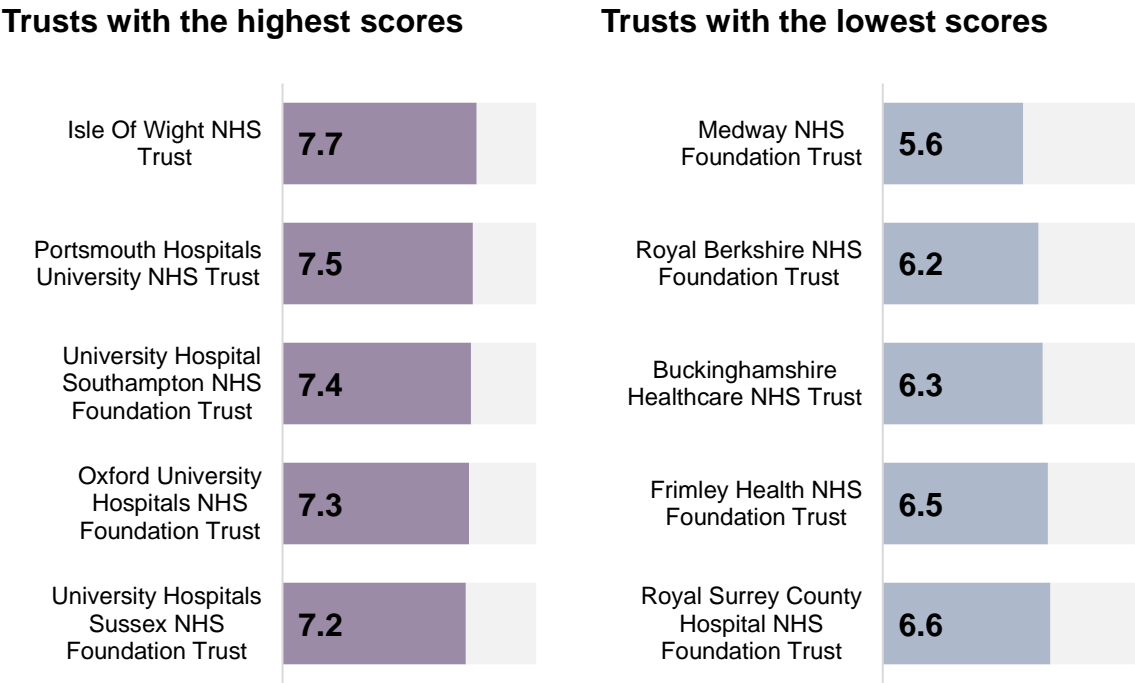 Trusts with the highest scores
Isle Of Wight NHS
Trust
7.7
Portsmouth Hospitals
University NHS Trust
7.5
University Hospital
Southampton NHS
Foundation Trust
7.4
Oxford University
Hospitals NHS
Foundation Trust
7.3
University Hospitals
Sussex NHS
Foundation Trust
7.2
Trusts with the lowest scores
Medway NHS
Foundation Trust
5.6
Royal Berkshire NHS
Foundation Trust
6.2
Buckinghamshire
Healthcare NHS Trust
6.3
Frimley Health NHS
Foundation Trust
6.5
Royal Surrey County
Hospital NHS
Foundation Trust
6.6